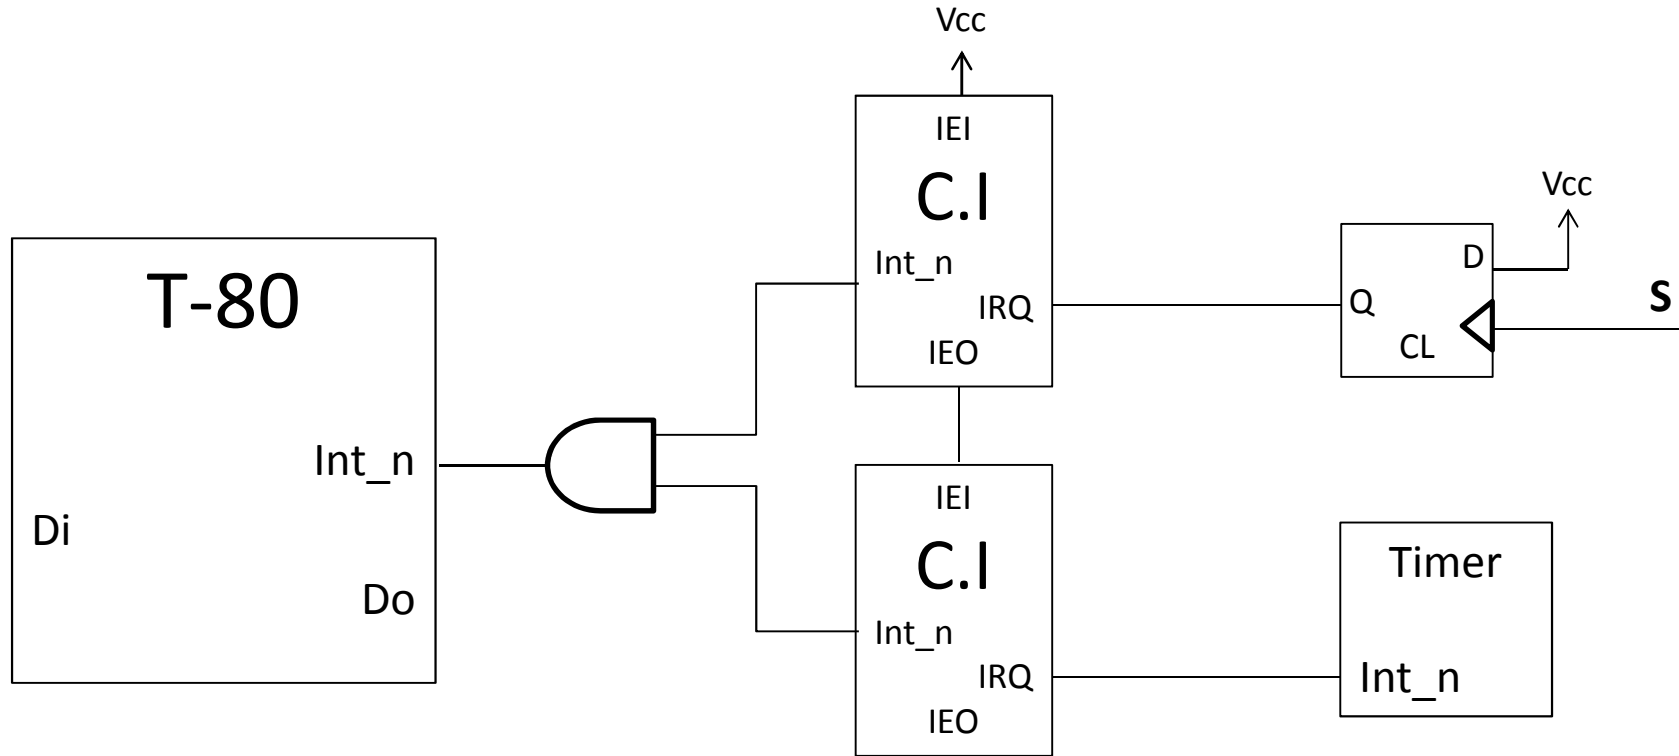 Vcc
IEI
C.I
Int_n
IRQ
IEO
Vcc
D
Q
CL
S
T-80
Int_n
Di
Do
IEI
C.I
Int_n
IRQ
IEO
Timer
Int_n